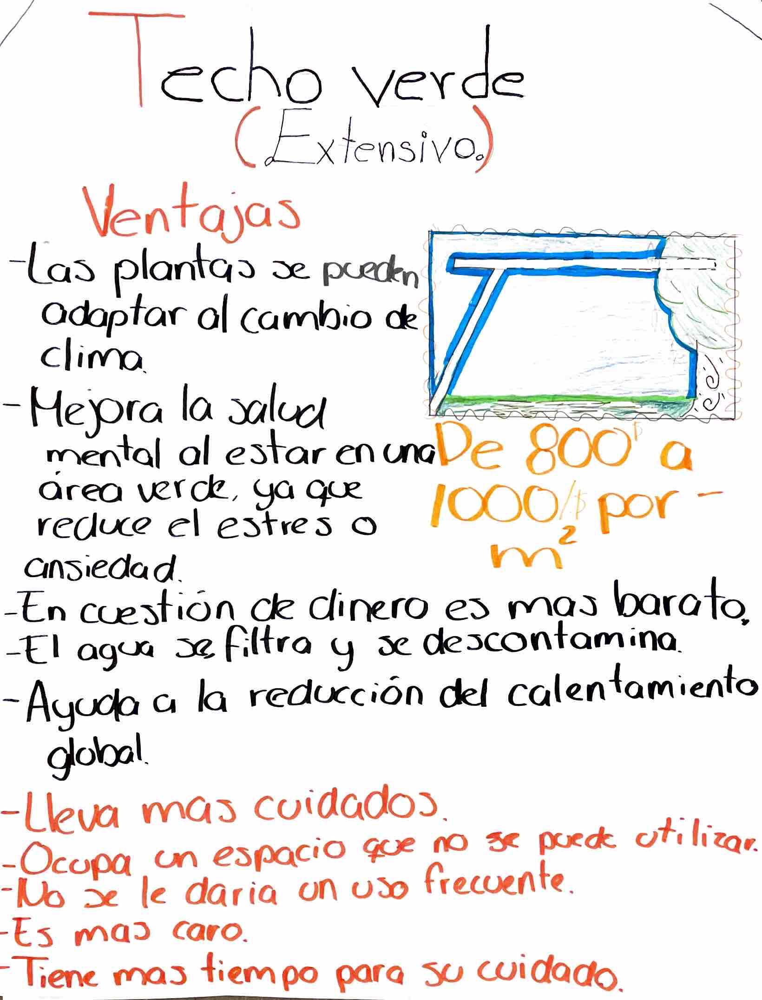 Techo verde
(Extensivo.)
Ventajas
-Las plantas se pueden
adaptar al cambio de
clima.
-Mejora la salud
mental al estar en una
área verde, ya que
reduce el estres o
ansiedad.
De 800$ a
1000/$ por -
m²
-En cuestión de dinero es mas barato.
-El agua se filtra y se descontamina.
-Ayuda a la reducción del calentamiento
global.
-Lleva mas cuidados.
-Ocupa un espacio que no se puede utilizar.
-No se le daria un uso frecuente.
-Es mas caro.
-Tiene mas tiempo para su cuidado.